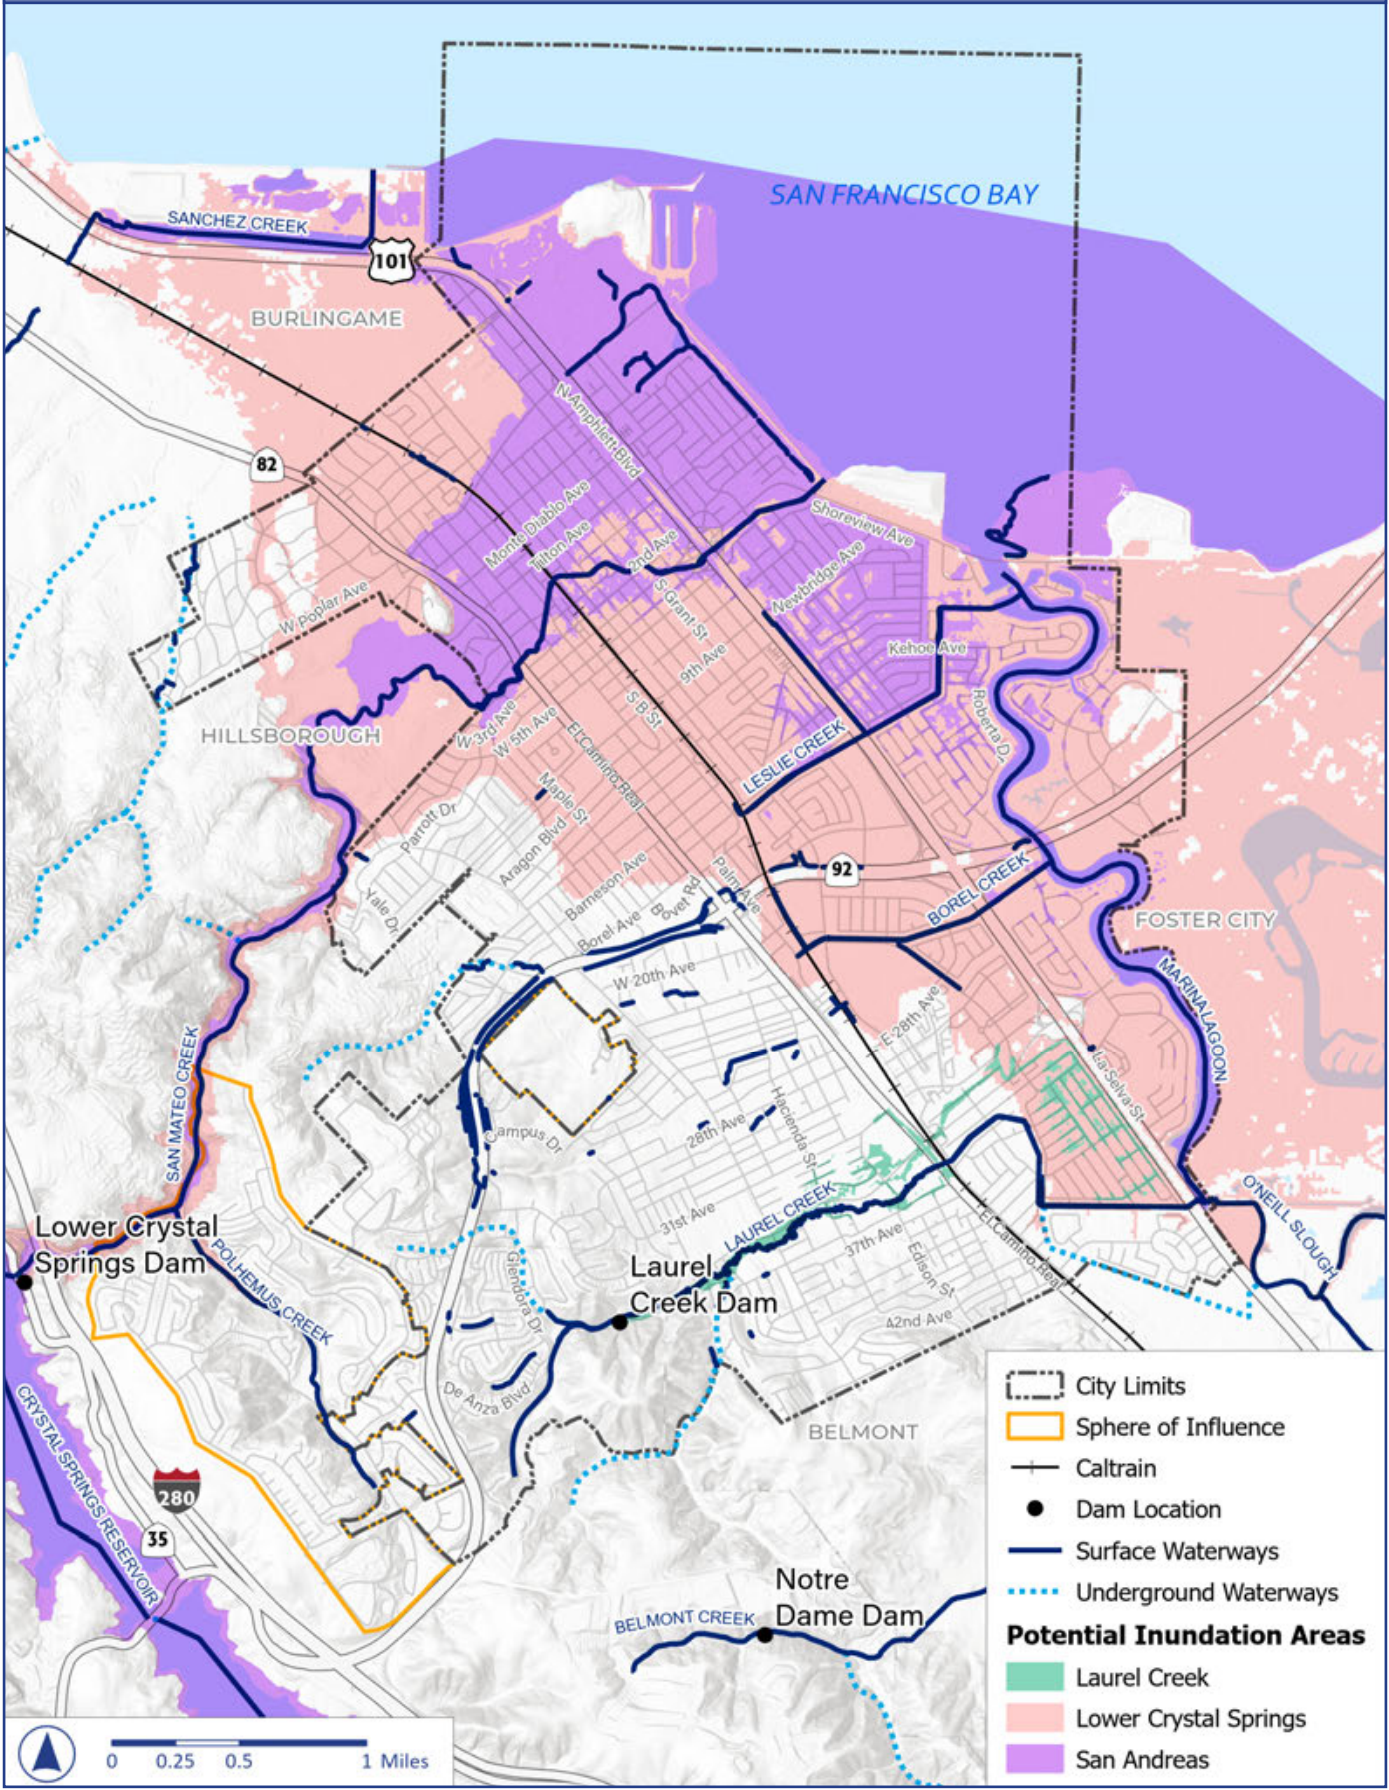 SAN FRANCISCO BAY
SANCHEZ CREEK
101
BURLINGAME
N Amphlett Blvd
82
Monte Diablo Ave
Tilton Ave
2nd Ave
Shoreview Ave
Newbridge Ave
W Poplar Ave
S Grant St
9th Ave
Kehoe Ave
HILLSBOROUGH
W 3rd Ave
W 5th Ave
S B St
El Camino Real
Roberta Dr
LESLIE CREEK
Maple St
Parrott Dr
Aragon Blvd
92
Barneson Ave
Palm Ave
BOREL CREEK
Yale Dr
Borel Ave
Bovet Rd
FOSTER CITY
W 20th Ave
MARINA LAGOON
E 28th Ave
SAN MATEO CREEK
La Selva St
Hacienda St
Campus Dr
28th Ave
Lower Crystal
Springs Dam
31st Ave
LAUREL CREEK
O'NEILL SLOUGH
POLHEMUS CREEK
Glendora Dr
Laurel
Creek Dam
37th Ave
Edison St
El Camino Real
42nd Ave
De Anza Blvd
BELMONT
CRYSTAL SPRINGS RESERVOIR
280
35
Notre
Dame Dam
BELMONT CREEK
City Limits
Sphere of Influence
Caltrain
Dam Location
Surface Waterways
Underground Waterways
Potential Inundation Areas
Laurel Creek
Lower Crystal Springs
San Andreas
0 0.25 0.5 1 Miles